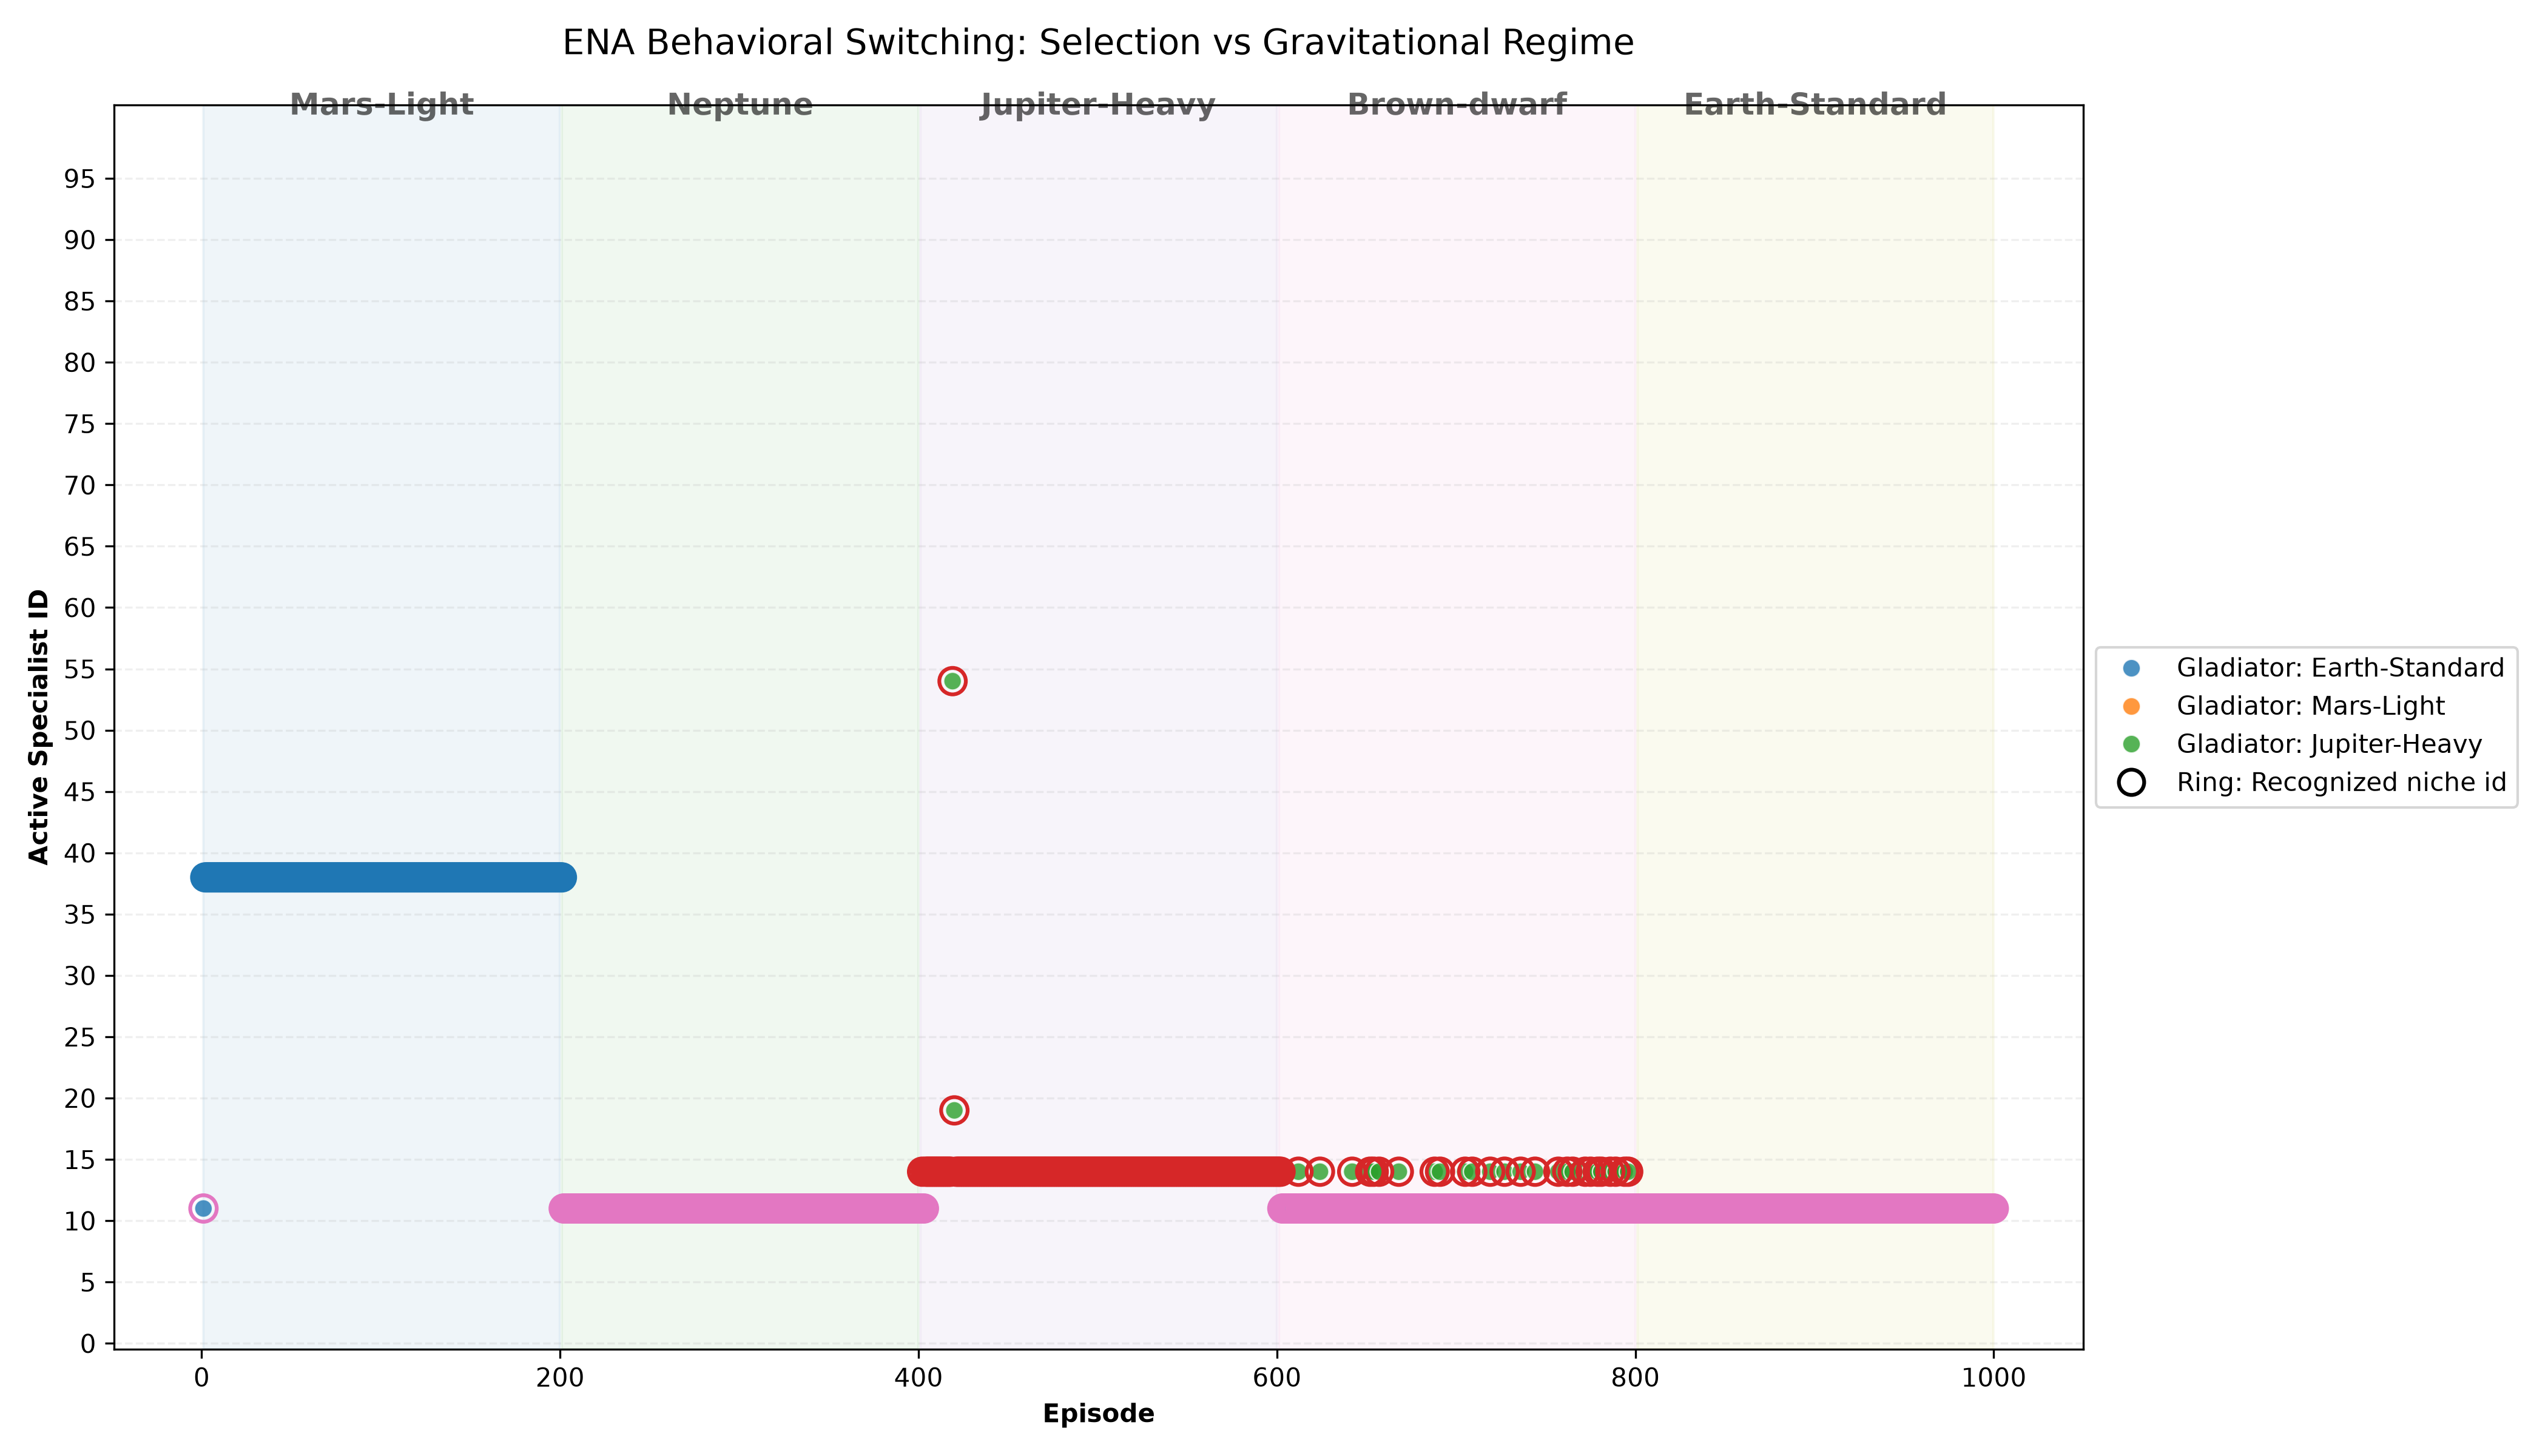 ENA Behavioral Switching: Selection vs Gravitational Regime
Mars-Light Neptune Jupiter-Heavy Brown-dwarf Earth-Standard
95
90
85
80
75
70
65
60
55
50
45
40
35
30
25
20
15
10
5
0
Active Specialist ID
0 200 400 600 800 1000
Episode
Gladiator: Earth-Standard
Gladiator: Mars-Light
Gladiator: Jupiter-Heavy
Ring: Recognized niche id